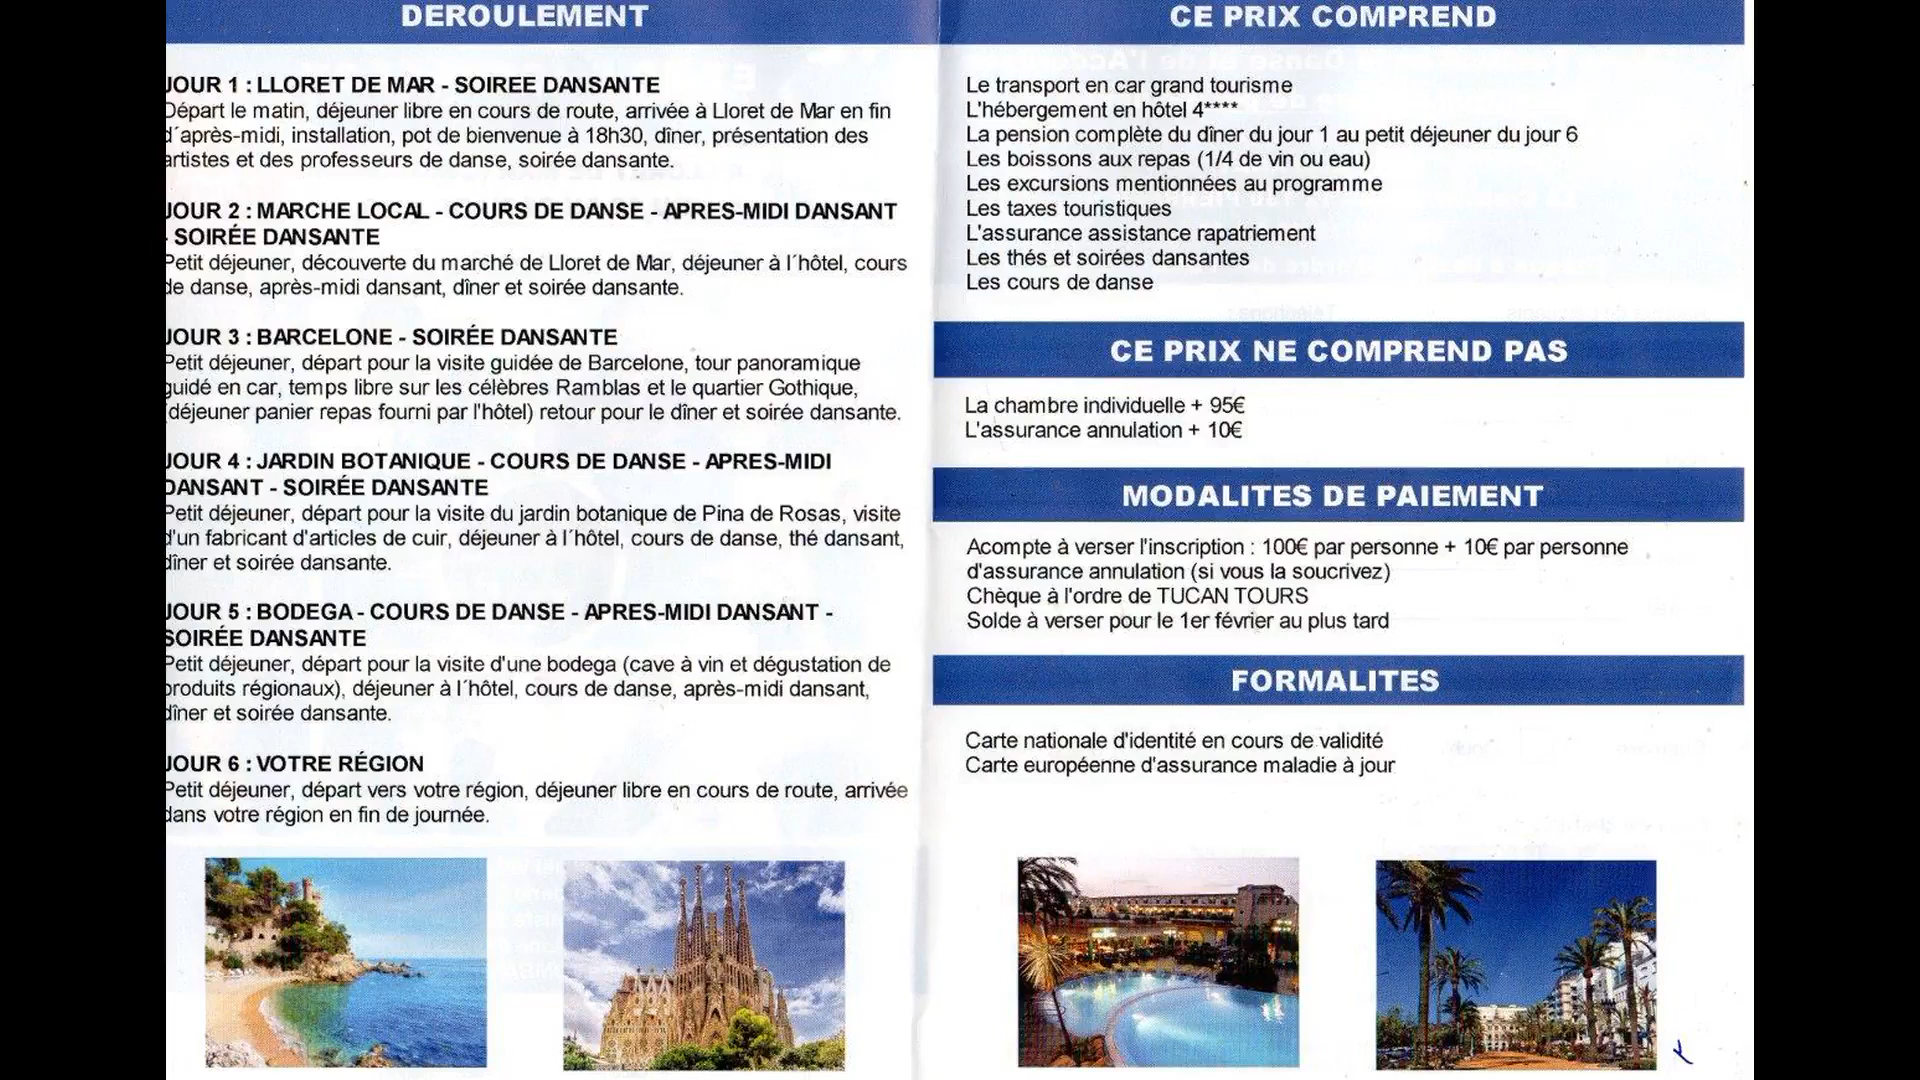 DEROULEMENT
JOUR 1 : LLORET DE MAR - SOIREE DANSANTE
Départ le matin, déjeuner libre en cours de route, arrivée à Lloret de Mar en fin
d´après-midi, installation, pot de bienvenue à 18h30, dîner, présentation des
artistes et des professeurs de danse, soirée dansante.
JOUR 2 : MARCHE LOCAL - COURS DE DANSE - APRES-MIDI DANSANT
- SOIRÉE DANSANTE
Petit déjeuner, découverte du marché de Lloret de Mar, déjeuner à l´hôtel, cours
de danse, après-midi dansant, dîner et soirée dansante.
JOUR 3 : BARCELONE - SOIRÉE DANSANTE
Petit déjeuner, départ pour la visite guidée de Barcelone, tour panoramique
guidé en car, temps libre sur les célèbres Ramblas et le quartier Gothique,
(déjeuner panier repas fourni par l'hôtel) retour pour le dîner et soirée dansante.
JOUR 4 : JARDIN BOTANIQUE - COURS DE DANSE - APRES-MIDI
DANSANT - SOIRÉE DANSANTE
Petit déjeuner, départ pour la visite du jardin botanique de Pina de Rosas, visite
d'un fabricant d'articles de cuir, déjeuner à l´hôtel, cours de danse, thé dansant,
dîner et soirée dansante.
JOUR 5 : BODEGA - COURS DE DANSE - APRES-MIDI DANSANT -
SOIRÉE DANSANTE
Petit déjeuner, départ pour la visite d'une bodega (cave à vin et dégustation de
produits régionaux), déjeuner à l´hôtel, cours de danse, après-midi dansant,
dîner et soirée dansante.
JOUR 6 : VOTRE RÉGION
Petit déjeuner, départ vers votre région, déjeuner libre en cours de route, arrivée
dans votre région en fin de journée.
CE PRIX COMPREND
Le transport en car grand tourisme
L'hébergement en hôtel 4****
La pension complète du dîner du jour 1 au petit déjeuner du jour 6
Les boissons aux repas (1/4 de vin ou eau)
Les excursions mentionnées au programme
Les taxes touristiques
L'assurance assistance rapatriement
Les thés et soirées dansantes
Les cours de danse
CE PRIX NE COMPREND PAS
La chambre individuelle + 95€
L'assurance annulation + 10€
MODALITES DE PAIEMENT
Acompte à verser l'inscription : 100€ par personne + 10€ par personne
d'assurance annulation (si vous la soucrivez)
Chèque à l'ordre de TUCAN TOURS
Solde à verser pour le 1er février au plus tard
FORMALITES
Carte nationale d'identité en cours de validité
Carte européenne d'assurance maladie à jour